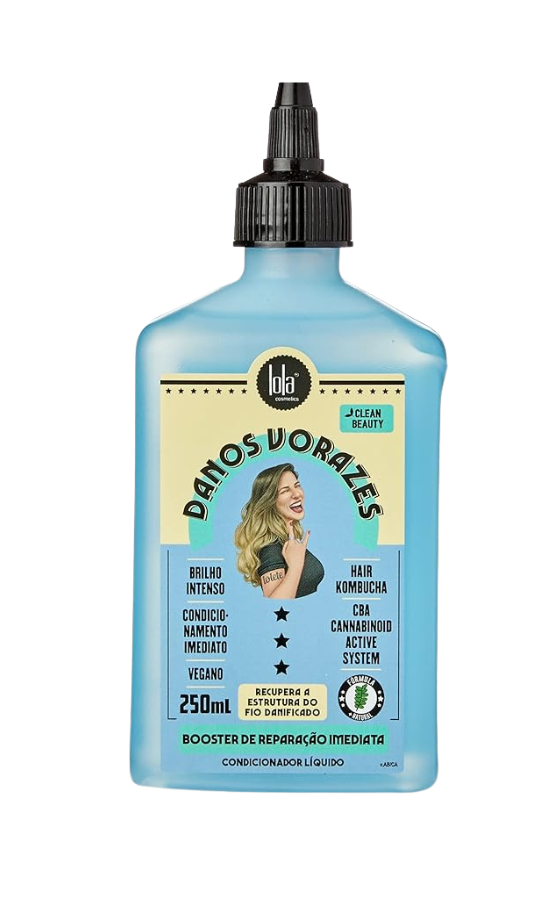 lola
cosmetics
CLEAN
BEAUTY
DANOS VORAZES
lolete
BRILHO
INTENSO
CONDICIO-
NAMENTO
IMEDIATO
VEGANO
250mL
HAIR
KOMBUCHA
CBA
CANNABINOID
ACTIVE
SYSTEM
FÓRMULA
+NATURAL
RECUPERA A
ESTRUTURA DO
FIO DANIFICADO
BOOSTER DE REPARAÇÃO IMEDIATA
CONDICIONADOR LÍQUIDO